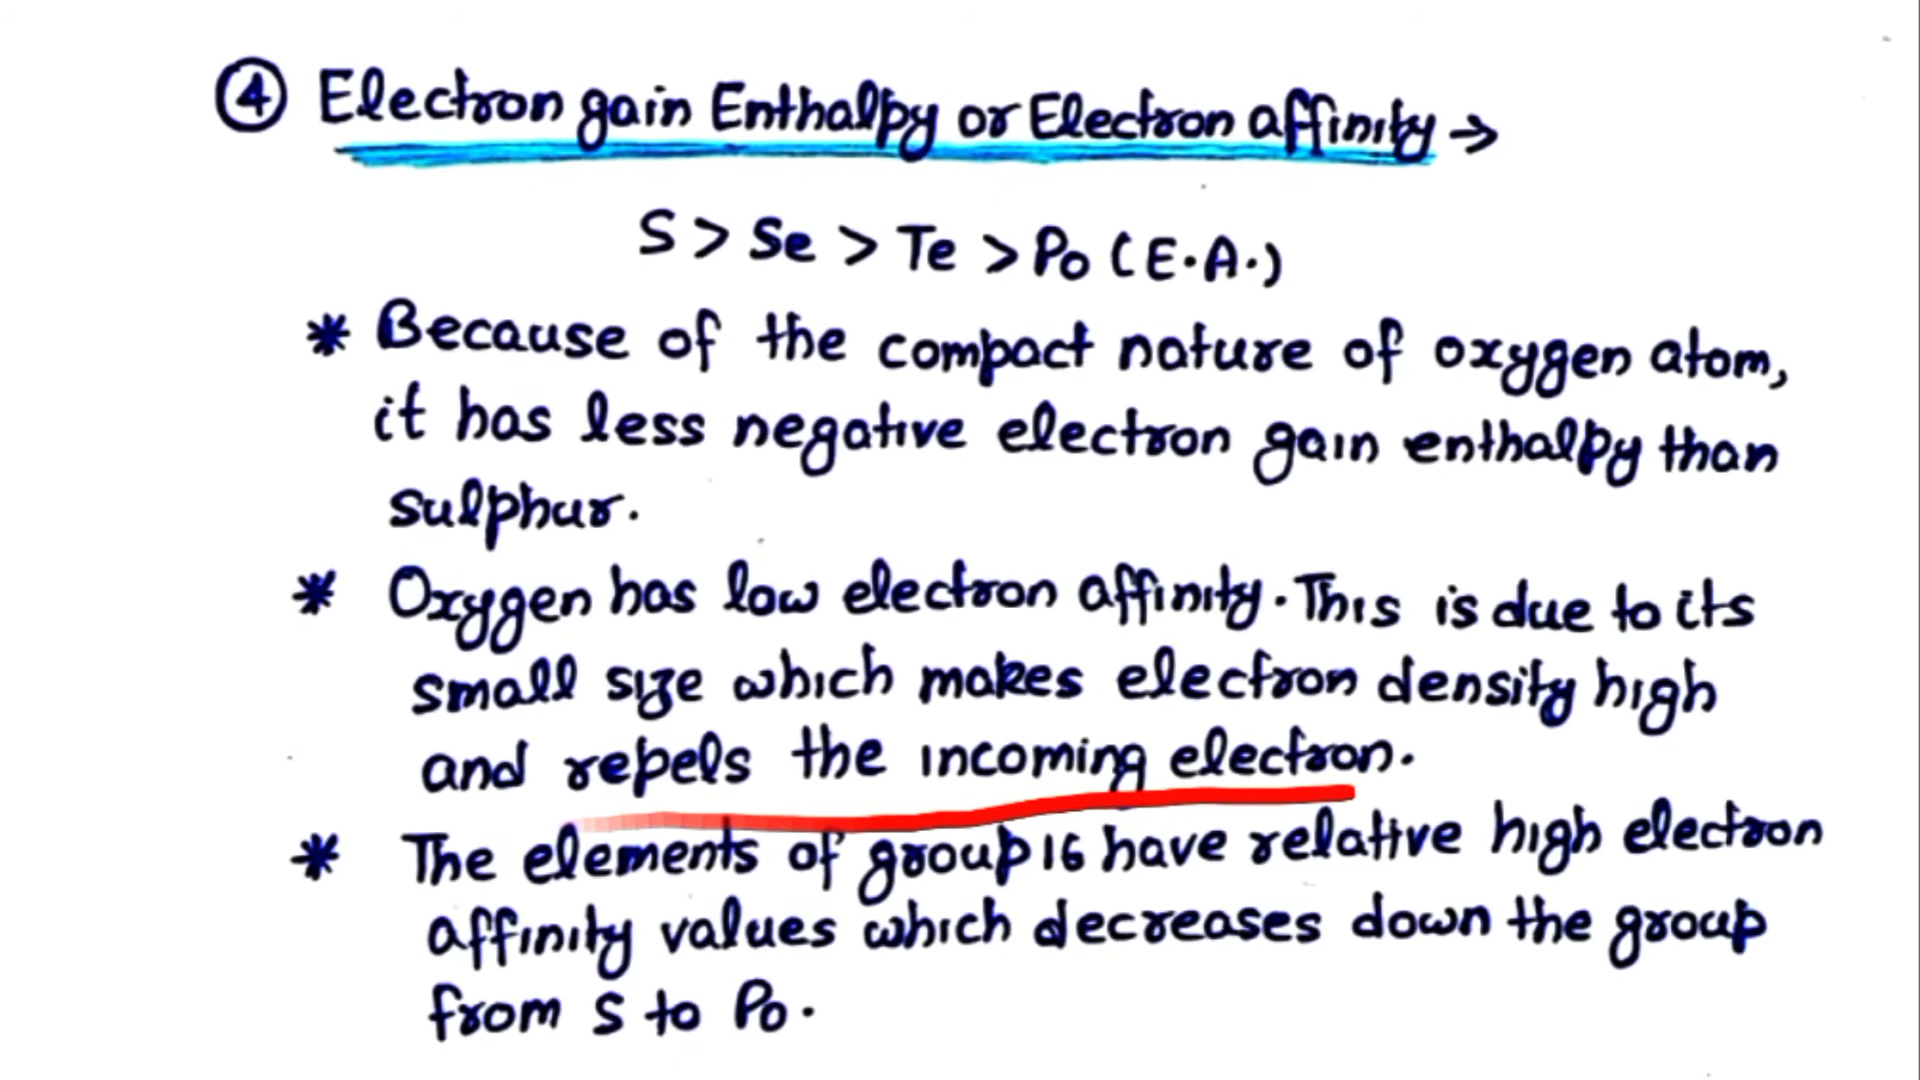 ④ Electron gain Enthalpy or Electron affinity →
S > Se > Te > Po (E.A.)
* Because of the compact nature of oxygen atom,
it has less negative electron gain enthalpy than
sulphur.
* Oxygen has low electron affinity. This is due to its
small size which makes electron density high
and repels the incoming electron.
* The elements of group 16 have relative high electron
affinity values which decreases down the group
from S to Po.